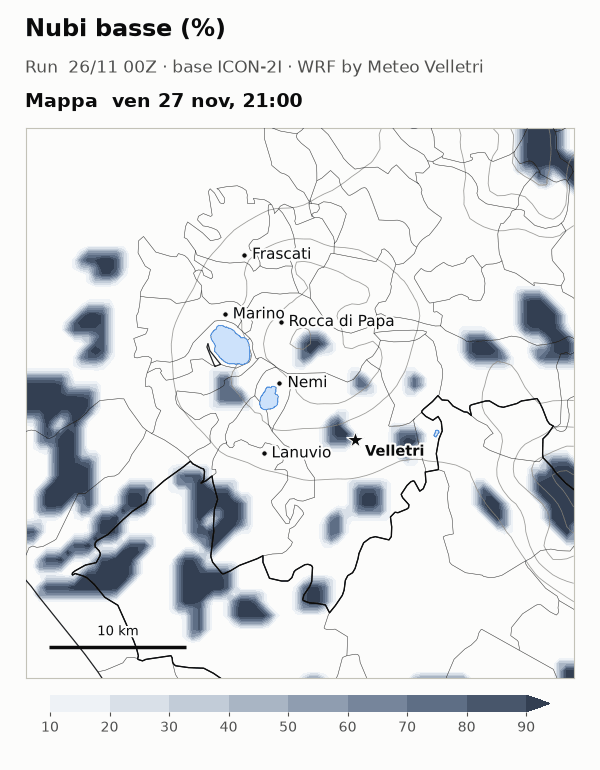 Nubi basse (%)
Run  26/11 00Z · base ICON-2I · WRF by Meteo Velletri
Mappa  ven 27 nov, 21:00
Frascati
Marino
Rocca di Papa
Nemi
Velletri
Lanuvio
10 km
10 20 30 40 50 60 70 80 90